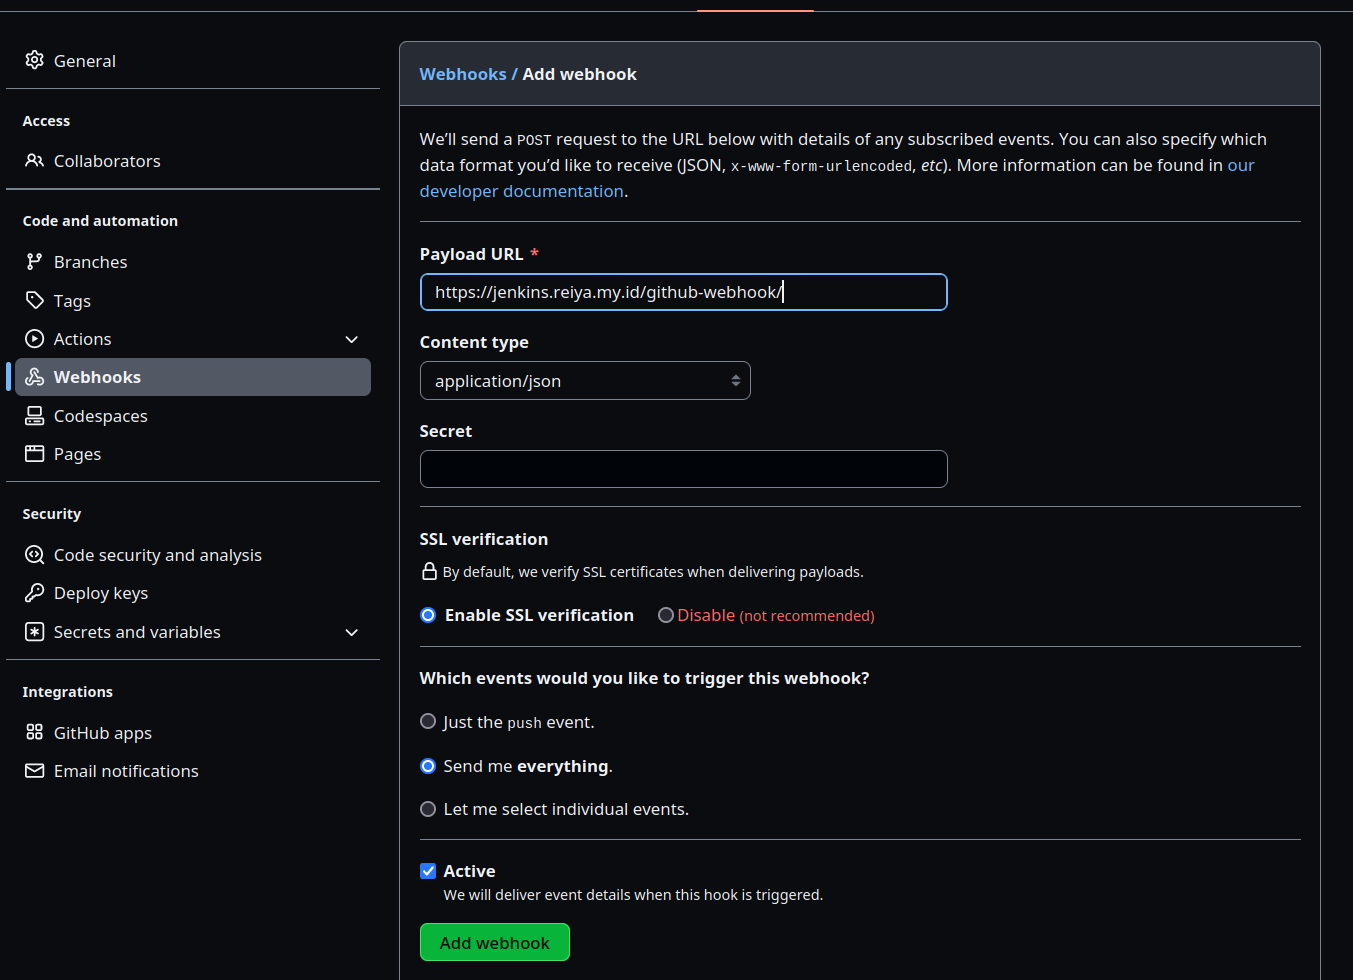 General
Access
Collaborators
Code and automation
Branches
Tags
Actions
Webhooks
Codespaces
Pages
Security
Code security and analysis
Deploy keys
Secrets and variables
Integrations
GitHub apps
Email notifications
Webhooks / Add webhook
We’ll send a POST request to the URL below with details of any subscribed events. You can also specify which
data format you’d like to receive (JSON, x-www-form-urlencoded, etc). More information can be found in our
developer documentation.
Payload URL *
https://jenkins.reiya.my.id/github-webhook/
Content type
application/json
Secret
SSL verification
By default, we verify SSL certificates when delivering payloads.
Enable SSL verification Disable (not recommended)
Which events would you like to trigger this webhook?
Just the push event.
Send me everything.
Let me select individual events.
Active
We will deliver event details when this hook is triggered.
Add webhook